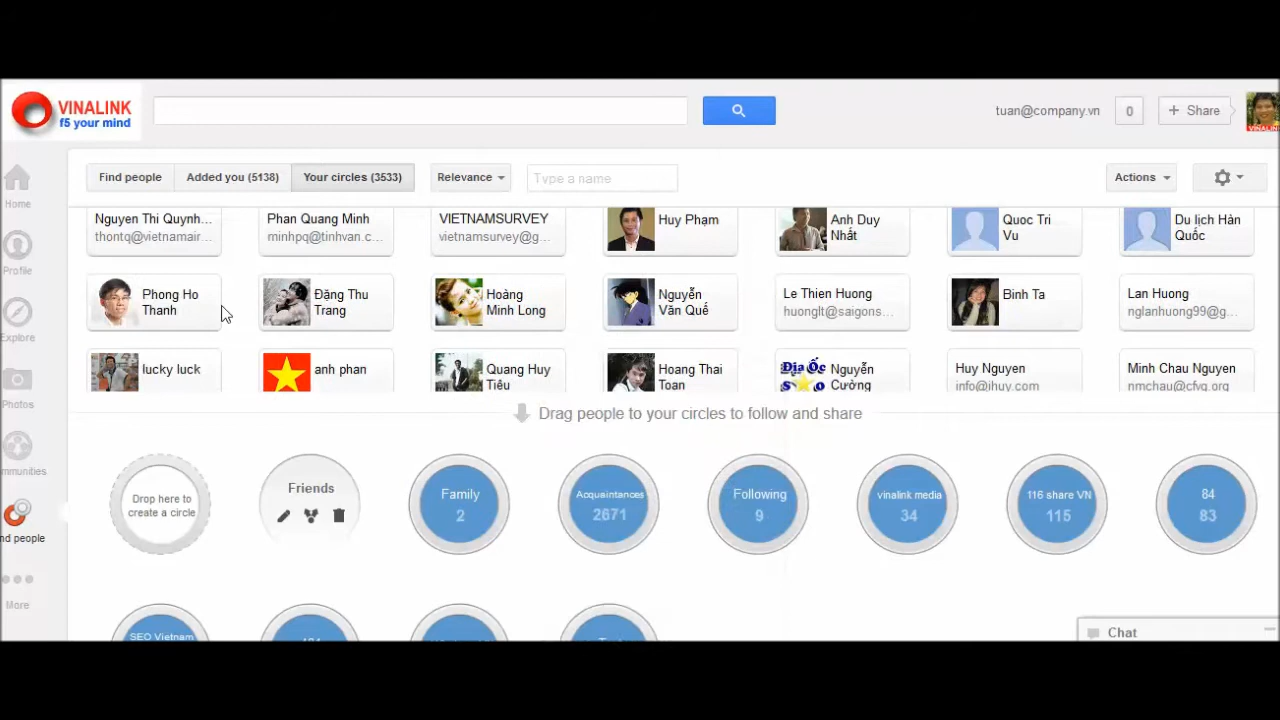 VINALINK
f5 your mind
tuan@company.vn
0
+ Share
VINALINK
Find people
Added you (5138)
Your circles (3533)
Relevance
Type a name
Actions
Nguyen Thi Quynh...
thontq@vietnamair...
Phan Quang Minh
minhpq@tinhvan.c...
VIETNAMSURVEY
vietnamsurvey@g...
Huy Phạm
Anh Duy
Nhất
Quoc Tri
Vu
Du lịch Hàn
Quốc
Home
Profile
Explore
Photos
mmunities
nd people
More
Phong Ho
Thanh
Đặng Thu
Trang
Hoàng
Minh Long
Nguyễn
Văn Quế
Le Thien Huong
huonglt@saigons...
Binh Ta
Lan Huong
nglanhuong99@g...
lucky luck
anh phan
Quang Huy
Tiêu
Hoang Thai
Toan
Địa Ốc
Nguyễn
Cường
Huy Nguyen
info@ihuy.com
Minh Chau Nguyen
nmchau@cfvg.org
Drag people to your circles to follow and share
Drop here to
create a circle
Friends
Family
2
Acquaintances
2671
Following
9
vinalink media
34
116 share VN
115
84
83
SEO Vietnam
Chat